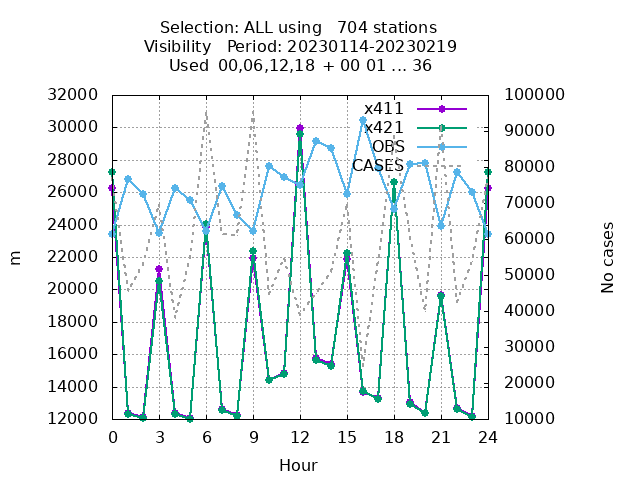 Selection: ALL using 704 stations
Visibility Period: 20230114-20230219
Used 00,06,12,18 + 00 01 ... 36
32000
30000
28000
26000
24000
22000
20000
18000
16000
14000
12000
m
100000
90000
80000
70000
60000
50000
40000
30000
20000
10000
No cases
x411
x421
OBS
CASES
0 3 6 9 12 15 18 21 24
Hour